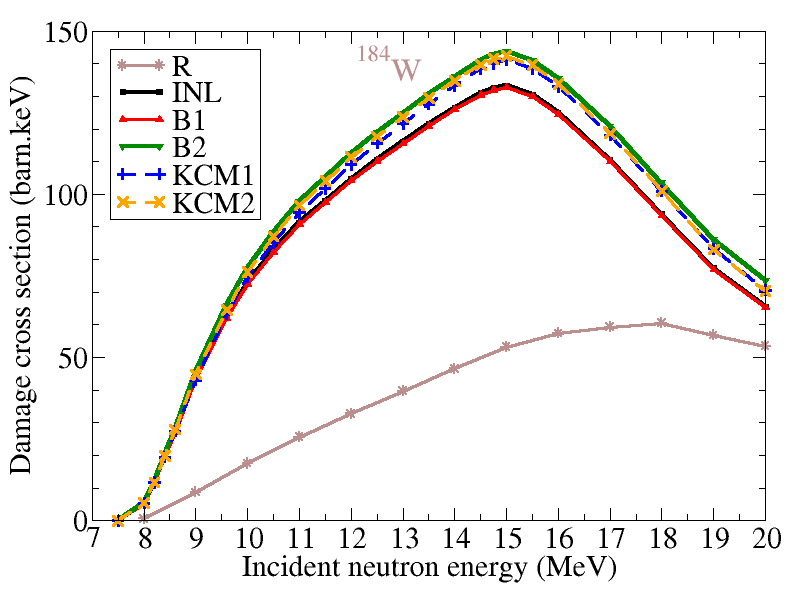 150
100
50
0
Damage cross section (barn.keV)
R
INL
B1
B2
KCM1
KCM2
184W
7 8 9 10 11 12 13 14 15 16 17 18 19 20
Incident neutron energy (MeV)